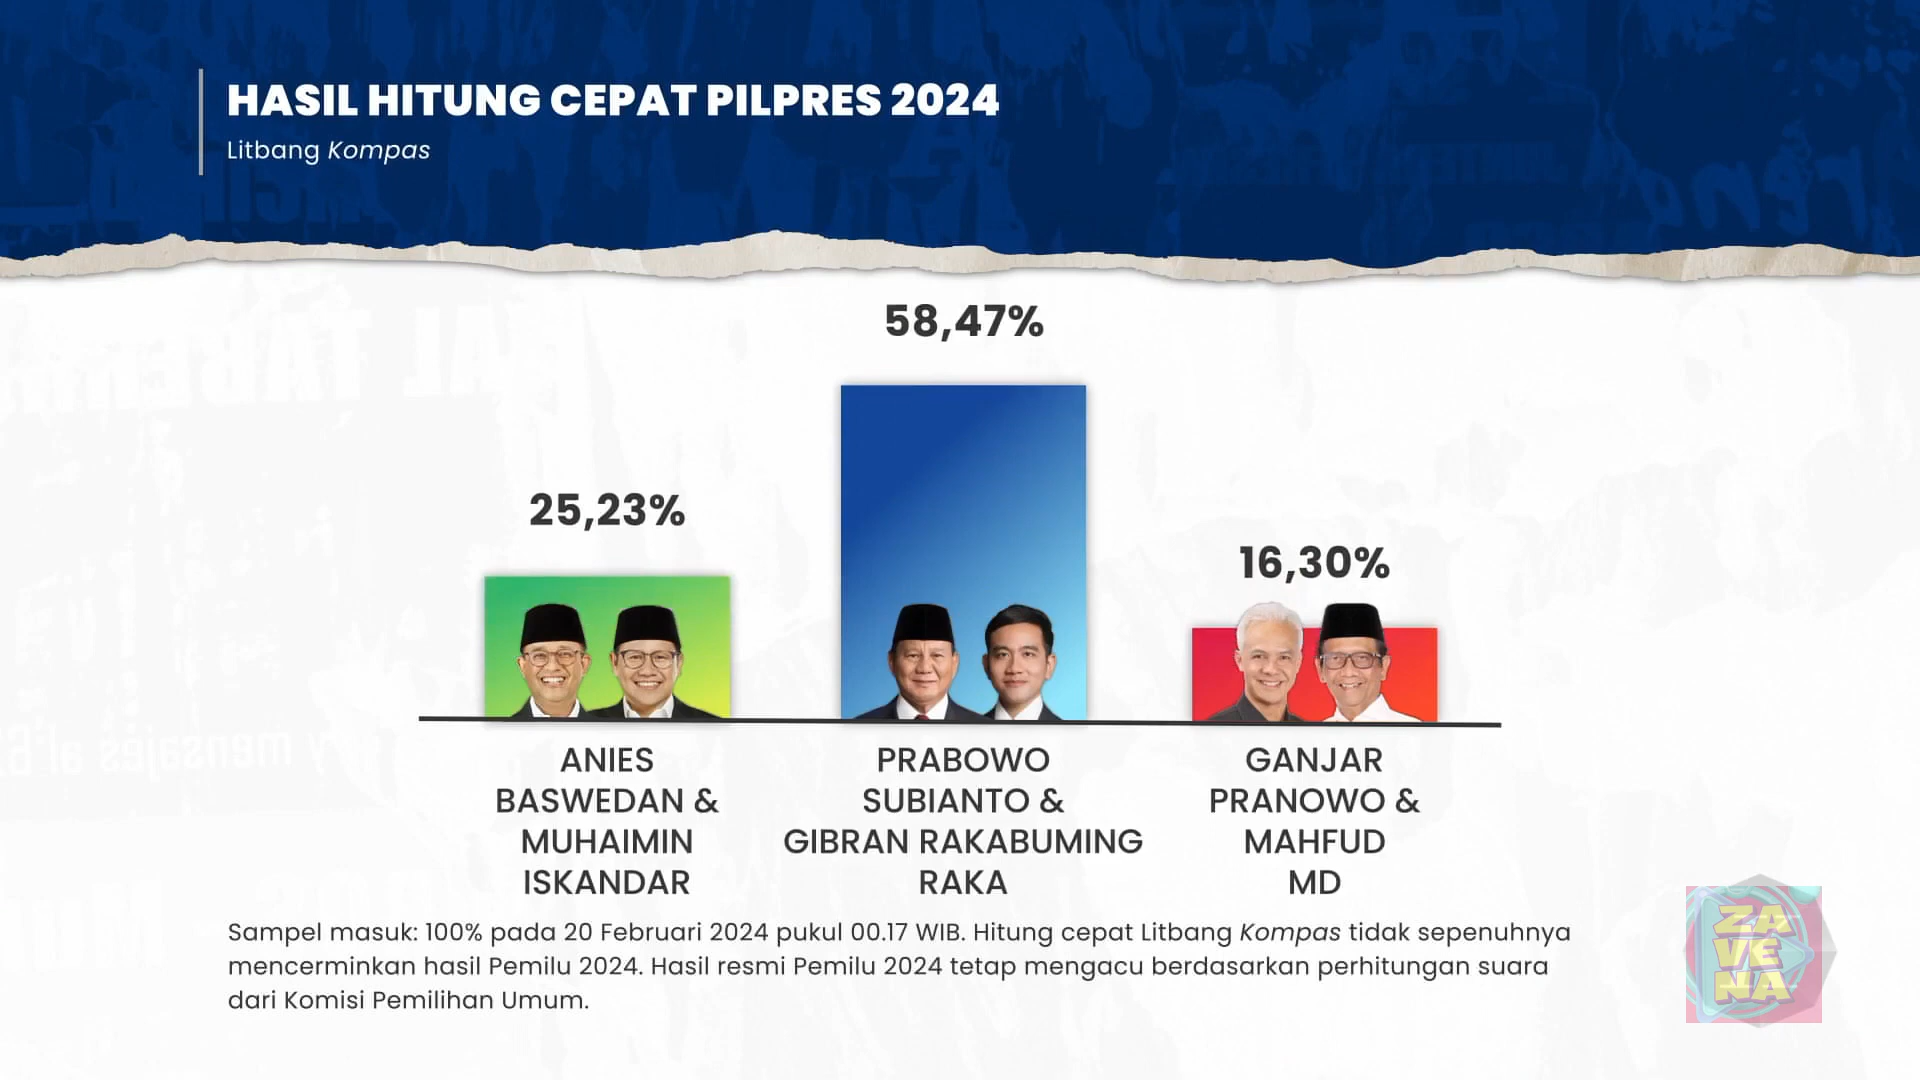 HASIL HITUNG CEPAT PILPRES 2024
Litbang Kompas
58,47%
25,23%
16,30%
ANIES
BASWEDAN &
MUHAIMIN
ISKANDAR
PRABOWO
SUBIANTO &
GIBRAN RAKABUMING
RAKA
GANJAR
PRANOWO &
MAHFUD
MD
Sampel masuk: 100% pada 20 Februari 2024 pukul 00.17 WIB. Hitung cepat Litbang Kompas tidak sepenuhnya
mencerminkan hasil Pemilu 2024. Hasil resmi Pemilu 2024 tetap mengacu berdasarkan perhitungan suara
dari Komisi Pemilihan Umum.
ZA
VE
NA